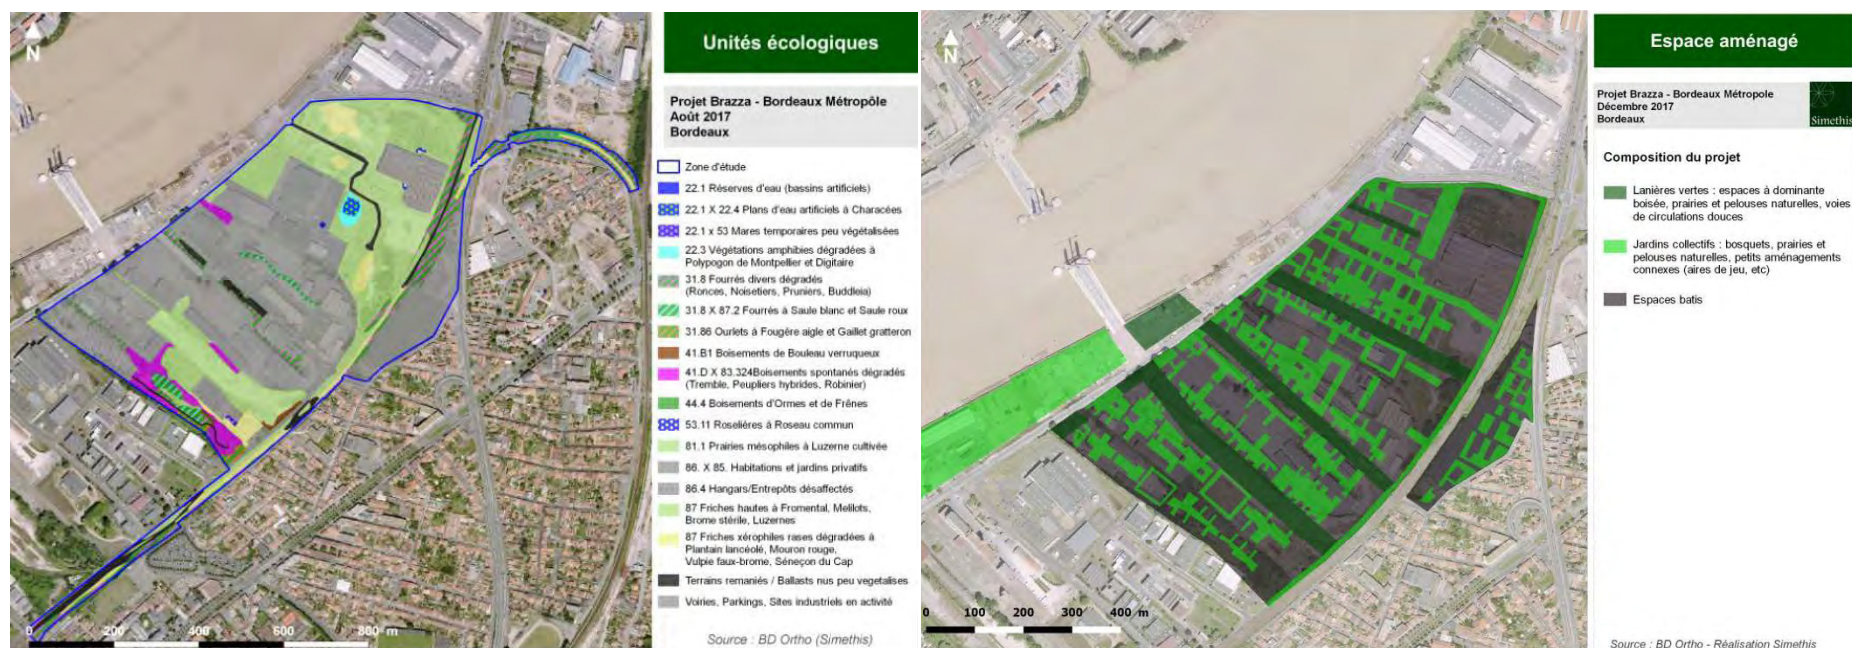 N
Unités écologiques
Projet Brazza - Bordeaux Métropôle
Août 2017
Bordeaux
Zone d'étude
22.1 Réserves d'eau (bassins artificiels)
22.1 X 22.4 Plans d'eau artificiels à Characées
22.1 x 53 Mares temporaires peu végétalisées
22.3 Végétations amphibies dégradées à
Polypogon de Montpellier et Digitaire
31.8 Fourrés divers dégradés
(Ronces, Noisetiers, Pruniers, Buddleia)
31.8 X 87.2 Fourrés à Saule blanc et Saule roux
31.86 Ourlets à Fougère aigle et Gaillet gratteron
41.B1 Boisements de Bouleau verruqueux
41.D X 83.324Boisements spontanés dégradés
(Tremble, Peupliers hybrides, Robinier)
44.4 Boisements d'Ormes et de Frênes
53.11 Roselières à Roseau commun
81.1 Prairies mésophiles à Luzerne cultivée
86. X 85. Habitations et jardins privatifs
86.4 Hangars/Entrepôts désaffectés
87 Friches hautes à Fromental, Melilots,
Brome stérile, Luzernes
87 Friches xérophiles rases dégradées à
Plantain lancéolé, Mouron rouge,
Vulpie faux-brome, Séneçon du Cap
Terrains remaniés / Ballasts nus peu vegetalises
Voiries, Parkings, Sites industriels en activité
0 200 400 600 800 m
Source : BD Ortho (Simethis)
N
Espace aménagé
Projet Brazza - Bordeaux Métropole
Décembre 2017
Bordeaux
Simethis
Composition du projet
Lanières vertes : espaces à dominante
boisée, prairies et pelouses naturelles, voies
de circulations douces
Jardins collectifs : bosquets, prairies et
pelouses naturelles, petits aménagements
connexes (aires de jeu, etc)
Espaces batis
0 100 200 300 400 m
Source : BD Ortho - Réalisation Simethis